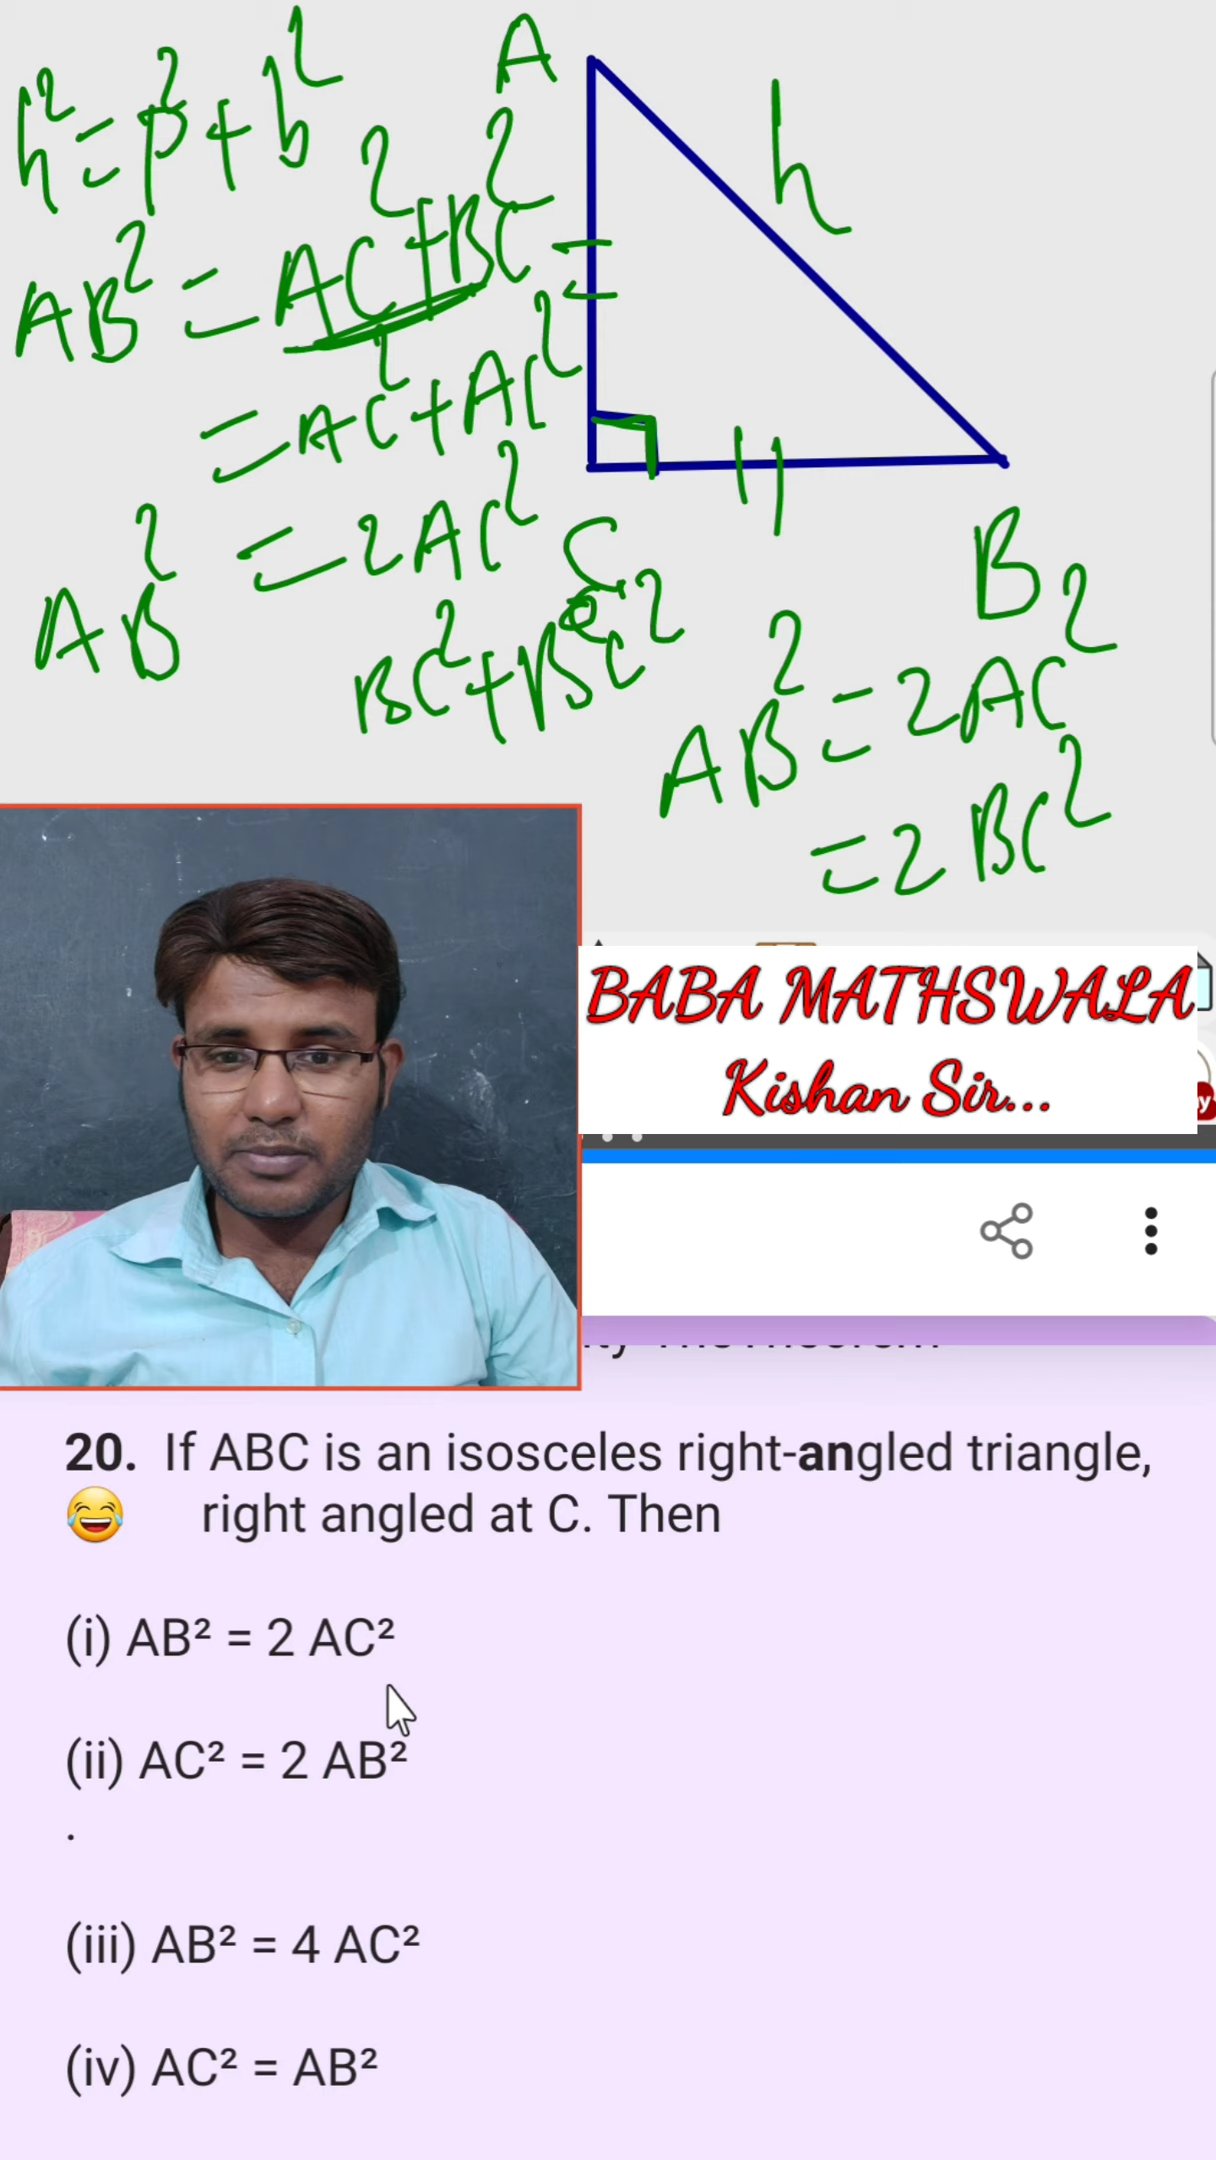 h² = p² + b²
A
h
AB² = AC² + BC²
= AC² + AC²
AB² = 2AC²
C
B
BC² + BC²
AB² = 2AC²
= 2BC²
BABA MATHSWALA
Kishan Sir...
20. If ABC is an isosceles right-angled triangle,
😂 right angled at C. Then
(i) AB² = 2 AC²
(ii) AC² = 2 AB²
.
(iii) AB² = 4 AC²
(iv) AC² = AB²